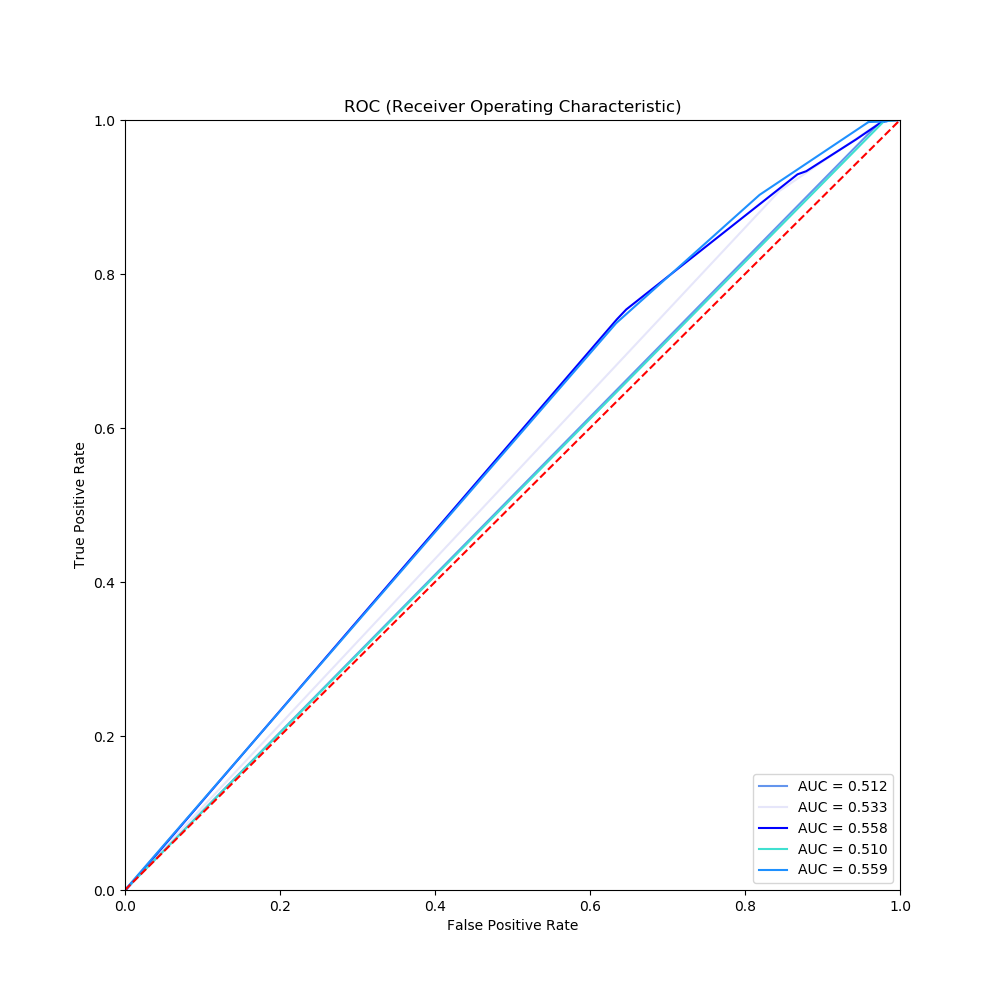 ROC (Receiver Operating Characteristic)
1.0
0.8
0.6
0.4
0.2
0.0
True Positive Rate
0.0 0.2 0.4 0.6 0.8 1.0
False Positive Rate
AUC = 0.512
AUC = 0.533
AUC = 0.558
AUC = 0.510
AUC = 0.559